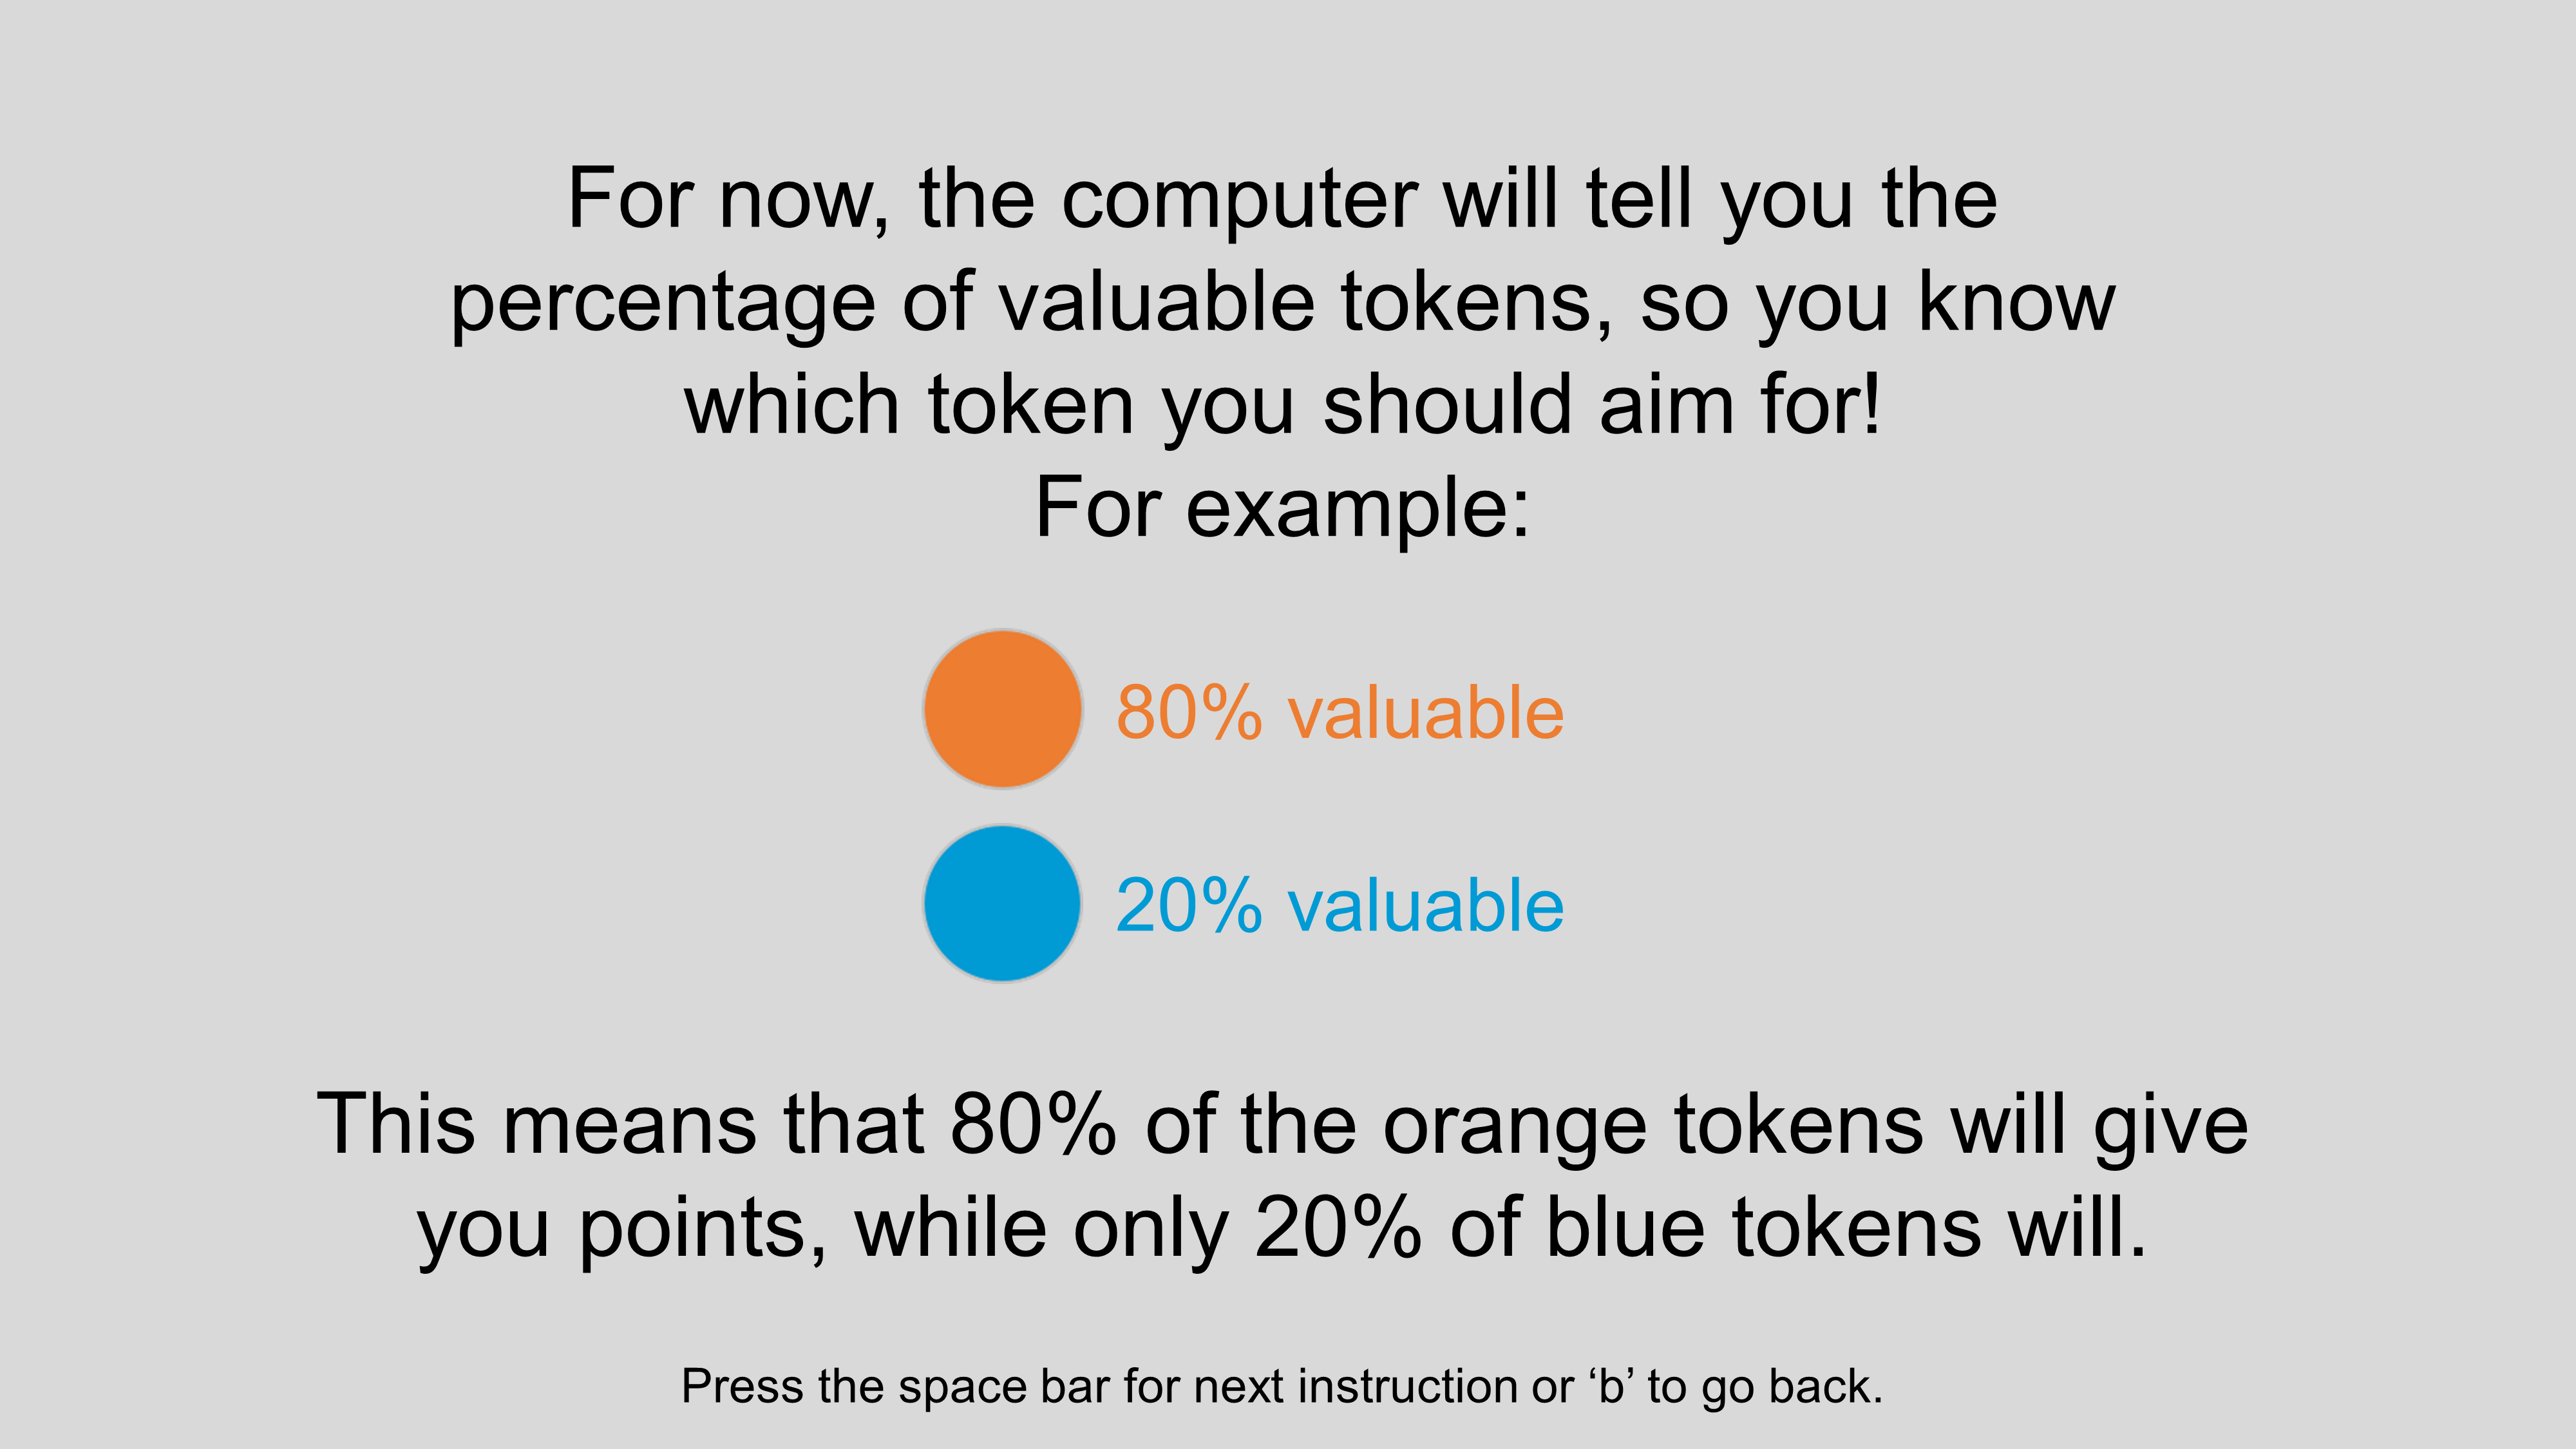 For now, the computer will tell you the
percentage of valuable tokens, so you know
which token you should aim for!
For example:
80% valuable
20% valuable
This means that 80% of the orange tokens will give
you points, while only 20% of blue tokens will.
Press the space bar for next instruction or ‘b’ to go back.